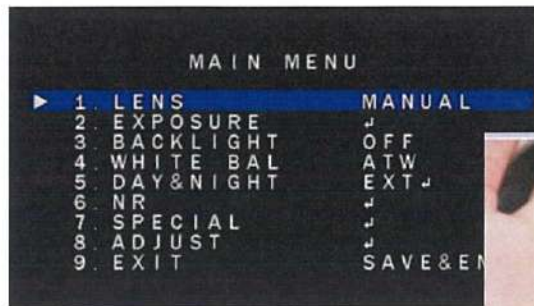 MAIN MENU
1. LENS MANUAL
2. EXPOSURE ↲
3. BACKLIGHT OFF
4. WHITE BAL ATW
5. DAY&NIGHT EXT↲
6. NR ↲
7. SPECIAL ↲
8. ADJUST ↲
9. EXIT